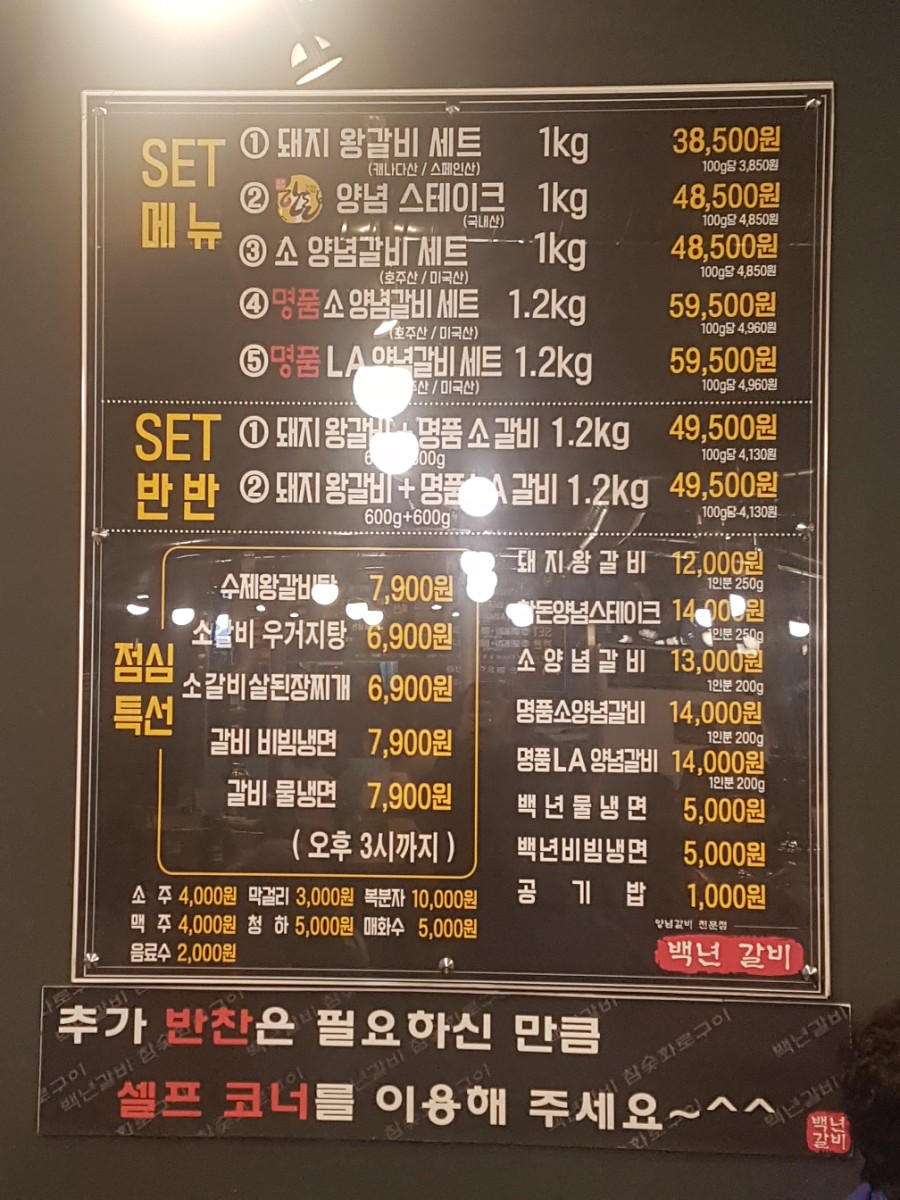 SET 메뉴
① 돼지 왕갈비 세트 1kg 38,500원
(캐나다산 / 스페인산) 100g당 3,850원
② 한돈 양념 스테이크 1kg 48,500원
(국내산) 100g당 4,850원
③ 소 양념갈비 세트 1kg 48,500원
(호주산 / 미국산) 100g당 4,850원
④ 명품 소 양념갈비 세트 1.2kg 59,500원
(호주산 / 미국산) 100g당 4,960원
⑤ 명품 LA 양념갈비 세트 1.2kg 59,500원
/ 미국산) 100g당 4,960원
SET 반반
① 돼지 왕갈비 + 명품 소 갈비 1.2kg 49,500원
100g당 4,130원
② 돼지 왕갈비 + 명품 LA 갈비 1.2kg 49,500원
600g+600g 100g당 4,130원
점심 특선
수제왕갈비탕 7,900원
소갈비 우거지탕 6,900원
소갈비살된장찌개 6,900원
갈비 비빔냉면 7,900원
갈비 물냉면 7,900원
( 오후 3시까지 )
돼지왕갈비 12,000원
1인분 250g
한돈양념스테이크 14,000원
1인분 250g
소양념갈비 13,000원
1인분 200g
명품소양념갈비 14,000원
1인분 200g
명품LA양념갈비 14,000원
1인분 200g
백년물냉면 5,000원
백년비빔냉면 5,000원
공기밥 1,000원
소주 4,000원 막걸리 3,000원 복분자 10,000원
맥주 4,000원 청하 5,000원 매화수 5,000원
음료수 2,000원
양념갈비 전문점
백년 갈비
추가 반찬은 필요하신 만큼
셀프 코너를 이용해 주세요~^^
백년갈비